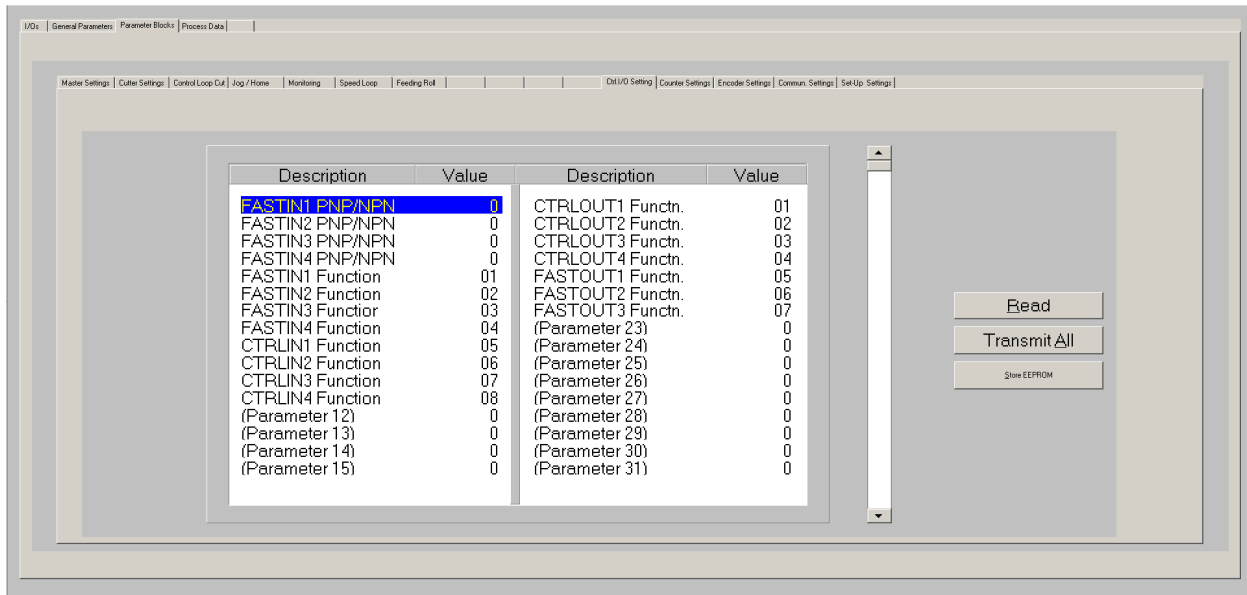 I/Os General Parameters Parameter Blocks Process Data
Master Settings Cutter Settings Control Loop Cut Jog / Home Monitoring Speed Loop Feeding Roll Ctrl.I/O Setting Counter Settings Encoder Settings Commun. Settings Set-Up Settings
Description Value Description Value
FASTIN1 PNP/NPN 0 CTRLOUT1 Functn. 01
FASTIN2 PNP/NPN 0 CTRLOUT2 Functn. 02
FASTIN3 PNP/NPN 0 CTRLOUT3 Functn. 03
FASTIN4 PNP/NPN 0 CTRLOUT4 Functn. 04
FASTIN1 Function 01 FASTOUT1 Functn. 05
FASTIN2 Function 02 FASTOUT2 Functn. 06
FASTIN3 Functior 03 FASTOUT3 Functn. 07
FASTIN4 Function 04 (Parameter 23) 0
CTRLIN1 Function 05 (Parameter 24) 0
CTRLIN2 Function 06 (Parameter 25) 0
CTRLIN3 Function 07 (Parameter 26) 0
CTRLIN4 Function 08 (Parameter 27) 0
(Parameter 12) 0 (Parameter 28) 0
(Parameter 13) 0 (Parameter 29) 0
(Parameter 14) 0 (Parameter 30) 0
(Parameter 15) 0 (Parameter 31) 0
Read
Transmit All
Store EEPROM